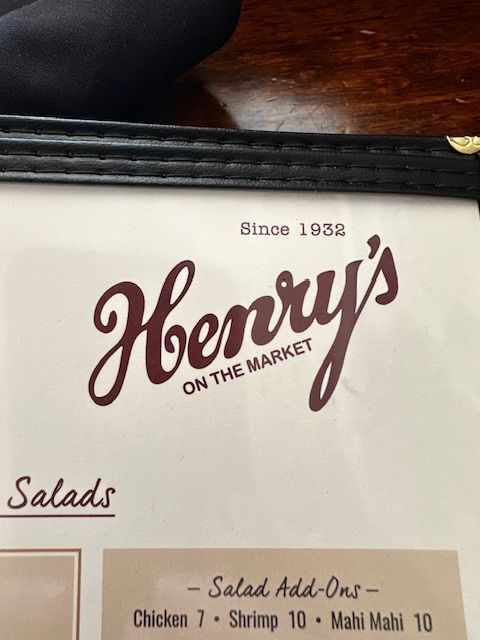 Since 1932
Henry's
ON THE MARKET
Salads
– Salad Add-Ons –
Chicken 7 • Shrimp 10 • Mahi Mahi 10